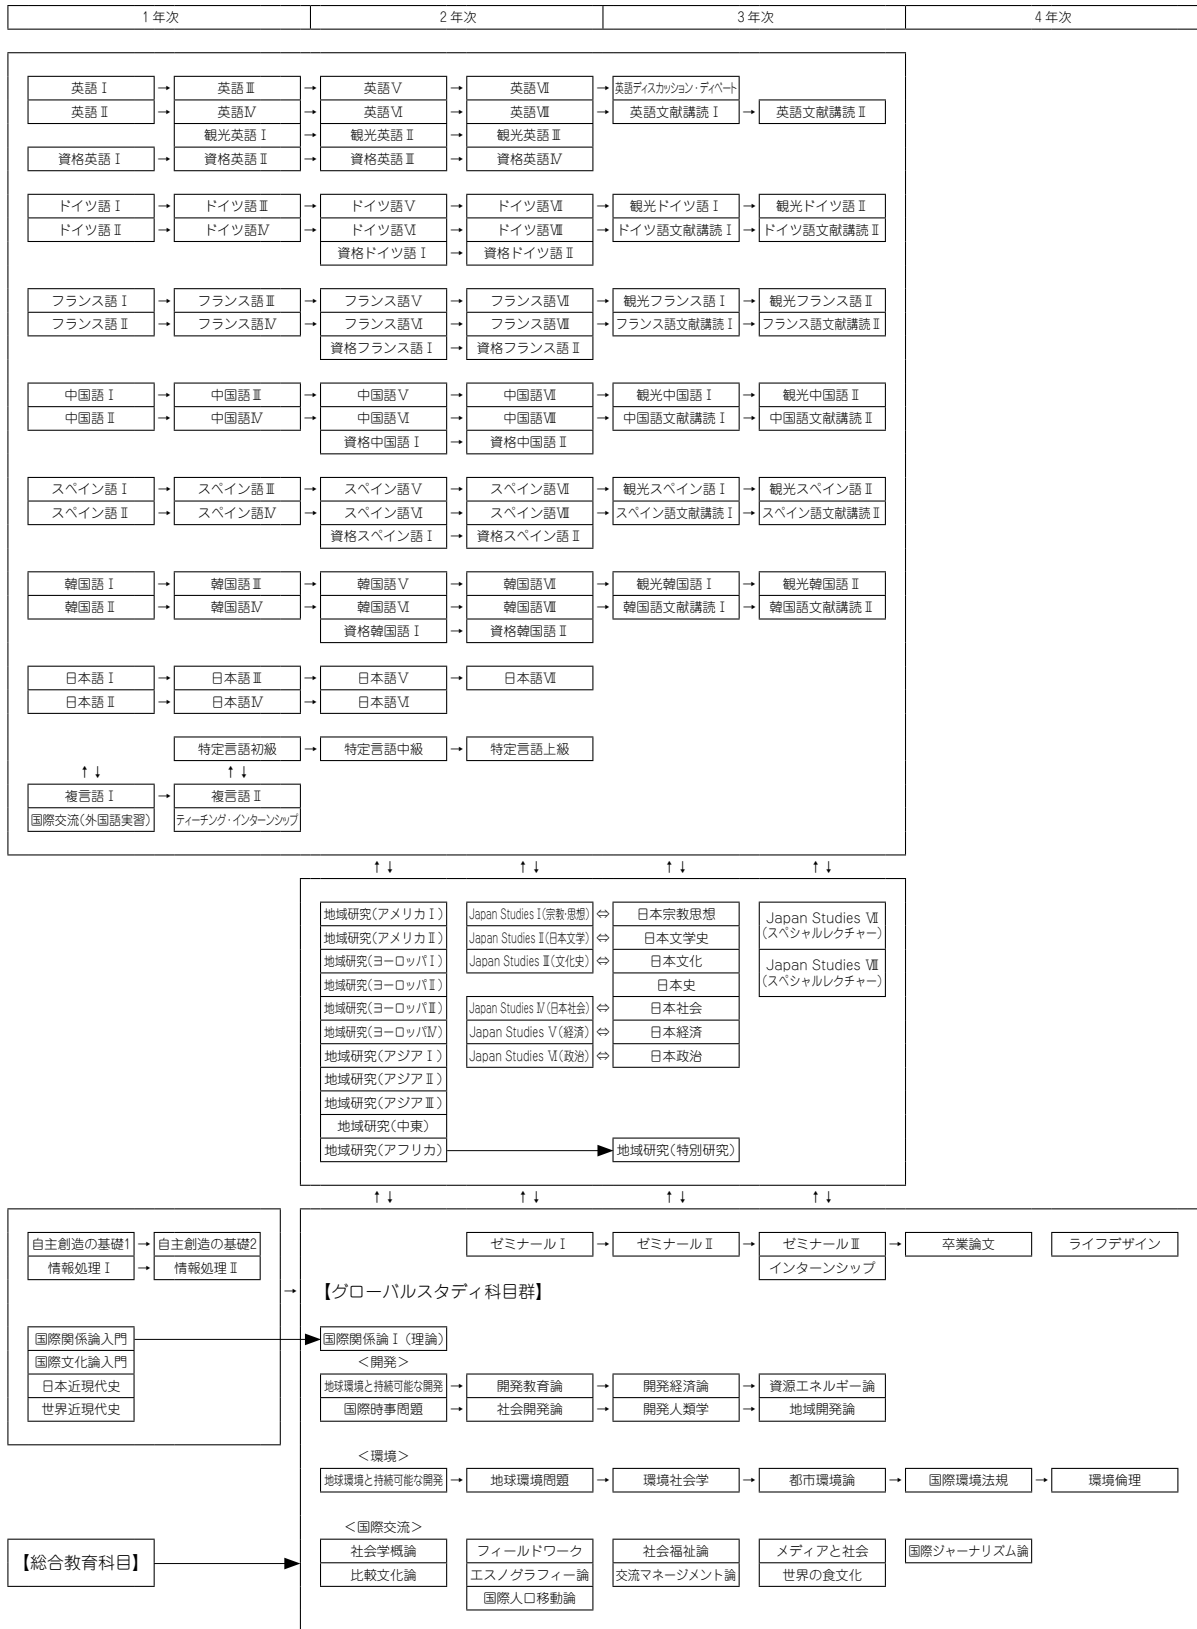 1年次 2年次 3年次 4年次
英語Ⅰ → 英語Ⅲ → 英語Ⅴ → 英語Ⅶ → 英語ディスカッション・ディベート
英語Ⅱ → 英語Ⅳ → 英語Ⅵ → 英語Ⅷ → 英語文献講読Ⅰ → 英語文献講読Ⅱ
観光英語Ⅰ → 観光英語Ⅱ → 観光英語Ⅲ
資格英語Ⅰ → 資格英語Ⅱ → 資格英語Ⅲ → 資格英語Ⅳ
ドイツ語Ⅰ → ドイツ語Ⅲ → ドイツ語Ⅴ → ドイツ語Ⅶ → 観光ドイツ語Ⅰ → 観光ドイツ語Ⅱ
ドイツ語Ⅱ → ドイツ語Ⅳ → ドイツ語Ⅵ → ドイツ語Ⅷ → ドイツ語文献講読Ⅰ → ドイツ語文献講読Ⅱ
資格ドイツ語Ⅰ → 資格ドイツ語Ⅱ
フランス語Ⅰ → フランス語Ⅲ → フランス語Ⅴ → フランス語Ⅶ → 観光フランス語Ⅰ → 観光フランス語Ⅱ
フランス語Ⅱ → フランス語Ⅳ → フランス語Ⅵ → フランス語Ⅷ → フランス語文献講読Ⅰ → フランス語文献講読Ⅱ
資格フランス語Ⅰ → 資格フランス語Ⅱ
中国語Ⅰ → 中国語Ⅲ → 中国語Ⅴ → 中国語Ⅶ → 観光中国語Ⅰ → 観光中国語Ⅱ
中国語Ⅱ → 中国語Ⅳ → 中国語Ⅵ → 中国語Ⅷ → 中国語文献講読Ⅰ → 中国語文献講読Ⅱ
資格中国語Ⅰ → 資格中国語Ⅱ
スペイン語Ⅰ → スペイン語Ⅲ → スペイン語Ⅴ → スペイン語Ⅶ → 観光スペイン語Ⅰ → 観光スペイン語Ⅱ
スペイン語Ⅱ → スペイン語Ⅳ → スペイン語Ⅵ → スペイン語Ⅷ → スペイン語文献講読Ⅰ → スペイン語文献講読Ⅱ
資格スペイン語Ⅰ → 資格スペイン語Ⅱ
韓国語Ⅰ → 韓国語Ⅲ → 韓国語Ⅴ → 韓国語Ⅶ → 観光韓国語Ⅰ → 観光韓国語Ⅱ
韓国語Ⅱ → 韓国語Ⅳ → 韓国語Ⅵ → 韓国語Ⅷ → 韓国語文献講読Ⅰ → 韓国語文献講読Ⅱ
資格韓国語Ⅰ → 資格韓国語Ⅱ
日本語Ⅰ → 日本語Ⅲ → 日本語Ⅴ → 日本語Ⅶ
日本語Ⅱ → 日本語Ⅳ → 日本語Ⅵ
特定言語初級 → 特定言語中級 → 特定言語上級
↑↓ ↑↓
複言語Ⅰ → 複言語Ⅱ
国際交流(外国語実習) ティーチング・インターンシップ
↑↓ ↑↓ ↑↓ ↑↓
地域研究(アメリカⅠ) Japan Studies Ⅰ(宗教・思想) ⇔ 日本宗教思想 Japan Studies Ⅶ
(スペシャルレクチャー)
地域研究(アメリカⅡ) Japan Studies Ⅱ(日本文学) ⇔ 日本文学史
地域研究(ヨーロッパⅠ) Japan Studies Ⅲ(文化史) ⇔ 日本文化 Japan Studies Ⅷ
(スペシャルレクチャー)
地域研究(ヨーロッパⅡ) 日本史
地域研究(ヨーロッパⅢ) Japan Studies Ⅳ(日本社会) ⇔ 日本社会
地域研究(ヨーロッパⅣ) Japan Studies Ⅴ(経済) ⇔ 日本経済
地域研究(アジアⅠ) Japan Studies Ⅵ(政治) ⇔ 日本政治
地域研究(アジアⅡ)
地域研究(アジアⅢ)
地域研究(中東)
地域研究(アフリカ) → 地域研究(特別研究)
↑↓ ↑↓ ↑↓ ↑↓
自主創造の基礎1 → 自主創造の基礎2 ゼミナールⅠ → ゼミナールⅡ → ゼミナールⅢ → 卒業論文 ライフデザイン
情報処理Ⅰ → 情報処理Ⅱ インターンシップ
→ 【グローバルスタディ科目群】
国際関係論入門 → 国際関係論Ⅰ(理論)
国際文化論入門 <開発>
日本近現代史 地球環境と持続可能な開発 → 開発教育論 → 開発経済論 → 資源エネルギー論
世界近現代史 国際時事問題 → 社会開発論 → 開発人類学 → 地域開発論
<環境>
地球環境と持続可能な開発 → 地球環境問題 → 環境社会学 → 都市環境論 → 国際環境法規 → 環境倫理
<国際交流>
【総合教育科目】 → 社会学概論 フィールドワーク 社会福祉論 メディアと社会 国際ジャーナリズム論
比較文化論 エスノグラフィー論 交流マネージメント論 世界の食文化
国際人口移動論